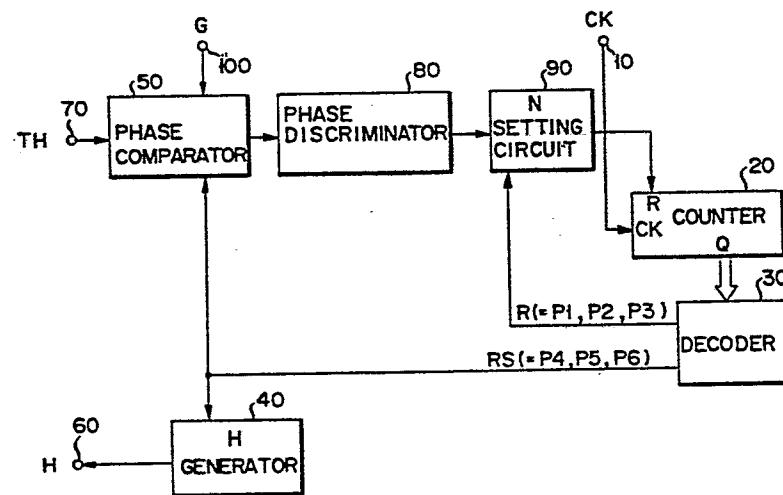 G
100
CK
10
50
80
90
70
TH
PHASE
COMPARATOR
PHASE
DISCRIMINATOR
N
SETTING
CIRCUIT
20
R
CK
COUNTER
Q
30
R(=P1, P2, P3)
DECODER
RS(=P4, P5, P6)
40
60
H
H
GENERATOR